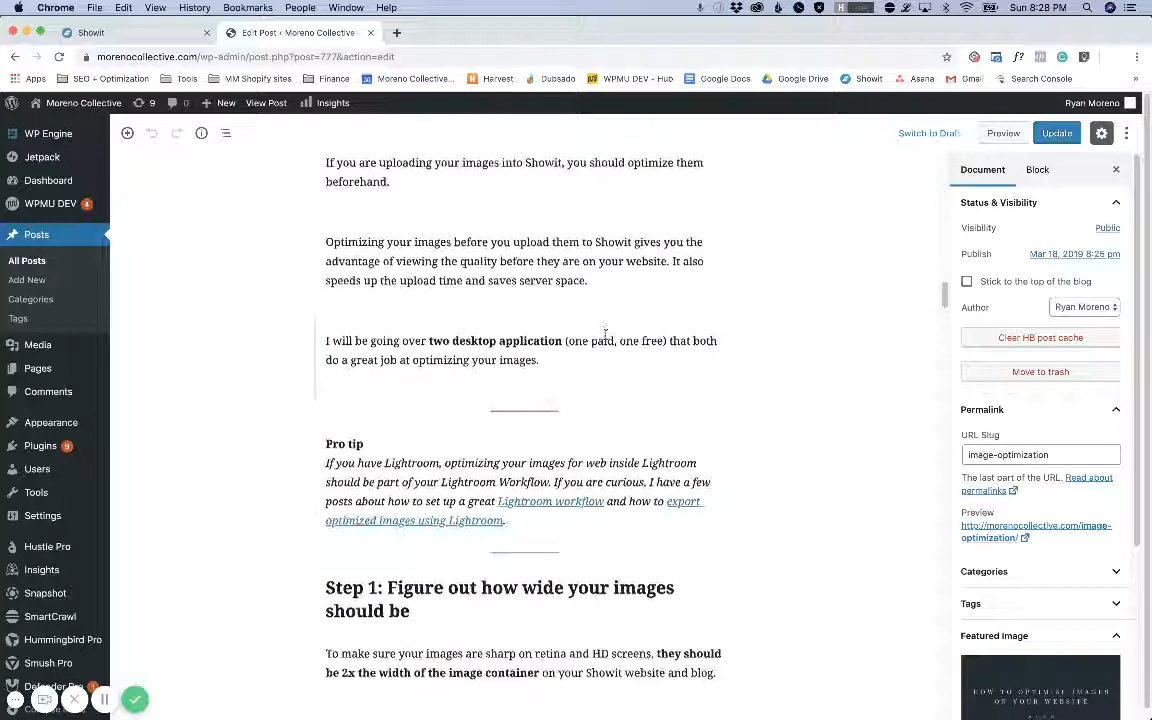 Chrome File Edit View History Bookmarks People Window Help Sun 8:28 PM
Showit
Edit Post ‹ Moreno Collective —
morenocollective.com/wp-admin/post.php?post=777&action=edit
Apps SEO + Optimization Tools MM Shopify sites Finance Moreno Collective... Harvest Dubsado WPMU DEV - Hub Google Docs Google Drive Showit Asana Gmail Search Console »
Moreno Collective 9 0 New View Post Insights Ryan Moreno
WP Engine
Jetpack
Dashboard
WPMU DEV 4
Posts
All Posts
Add New
Categories
Tags
Media
Pages
Comments
Appearance
Plugins 9
Users
Tools
Settings
Hustle Pro
Insights
Snapshot
SmartCrawl
Hummingbird Pro
Smush Pro
Defender Pro 1
Switch to Draft Preview Update
If you are uploading your images into Showit, you should optimize them
beforehand.
Optimizing your images before you upload them to Showit gives you the
advantage of viewing the quality before they are on your website. It also
speeds up the upload time and saves server space.
I will be going over two desktop application (one paid, one free) that both
do a great job at optimizing your images.
Pro tip
If you have Lightroom, optimizing your images for web inside Lightroom
should be part of your Lightroom Workflow. If you are curious, I have a few
posts about how to set up a great Lightroom workflow and how to export
optimized images using Lightroom.
Step 1: Figure out how wide your images
should be
To make sure your images are sharp on retina and HD screens, they should
be 2x the width of the image container on your Showit website and blog.
Document Block
Status & Visibility
Visibility Public
Publish Mar 18, 2019 8:25 pm
Stick to the top of the blog
Author Ryan Moreno
Clear HB post cache
Move to trash
Permalink
URL Slug
image-optimization
The last part of the URL. Read about
permalinks
Preview
http://morenocollective.com/image-
optimization/
Categories
Tags
Featured Image
HOW TO OPTIMIZE IMAGES
ON YOUR WEBSITE